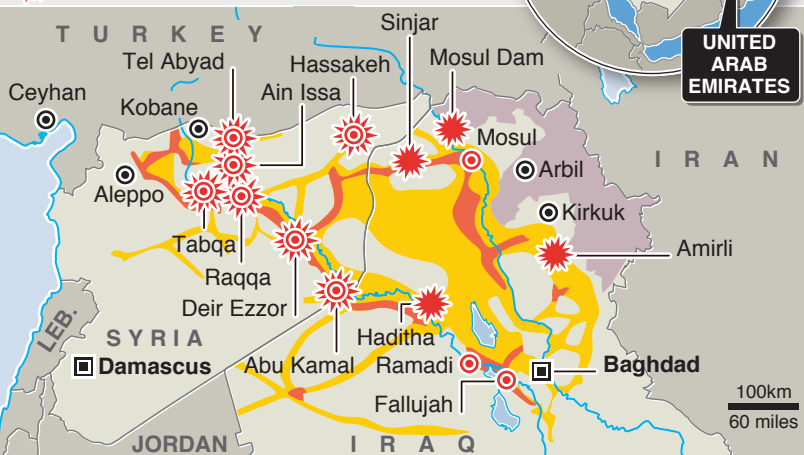 Sinjar
TURKEY
UNITED
ARAB
EMIRATES
Tel Abyad
Hassakeh
Mosul Dam
Ceyhan
Kobane
Ain Issa
Mosul
IRAN
Aleppo
Arbil
Kirkuk
Tabqa
Amirli
Raqqa
Deir Ezzor
LEB.
SYRIA
Haditha
Damascus
Abu Kamal
Ramadi
Baghdad
Fallujah
100km
60 miles
JORDAN
IRAQ